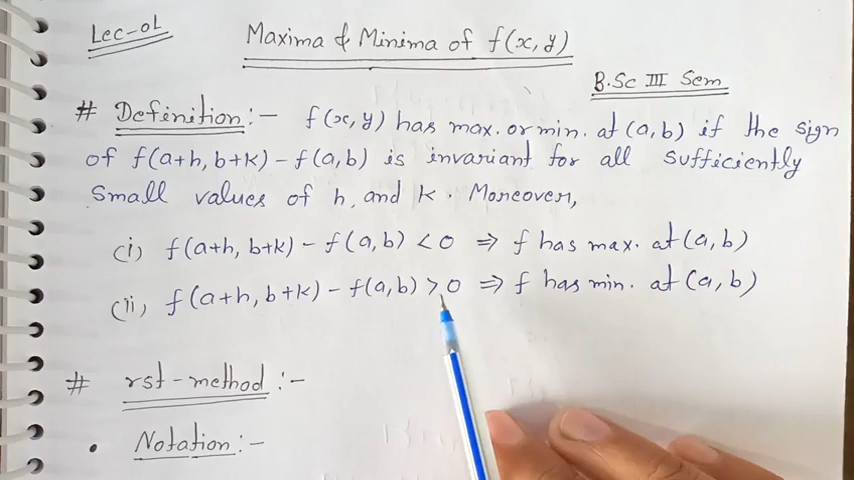 Lec-01
Maxima & Minima of f(x,y)
B.Sc III Sem
# Definition:- f(x,y) has max. or min. at (a,b) if the sign
of f(a+h, b+k) - f(a,b) is invariant for all sufficiently
Small values of h, and k. Moreover,
(i) f(a+h, b+k) - f(a,b) < 0 ⇒ f has max. at (a,b)
(ii) f(a+h, b+k) - f(a,b) > 0 ⇒ f has min. at (a,b)
# rst-method:-
• Notation:-